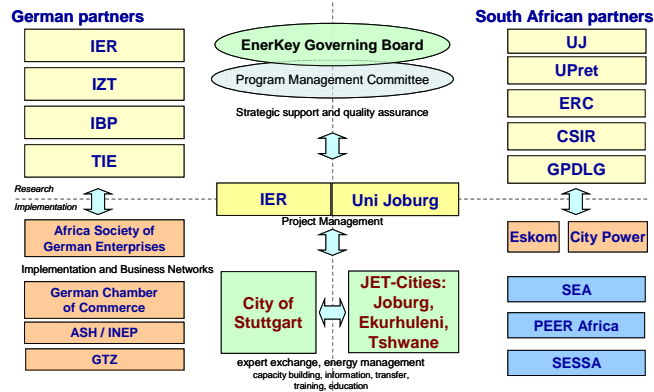 German partners
IER
IZT
IBP
TIE
Research
Implementation
Africa Society of
German Enterprises
Implementation and Business Networks
German Chamber
of Commerce
ASH / INEP
GTZ
EnerKey Governing Board
Program Management Committee
Strategic support and quality assurance
IER
Uni Joburg
Project Management
City of
Stuttgart
JET-Cities:
Joburg,
Ekurhuleni,
Tshwane
expert exchange, energy management
capacity building, information, transfer,
training, education
South African partners
UJ
UPret
ERC
CSIR
GPDLG
Eskom
City Power
SEA
PEER Africa
SESSA